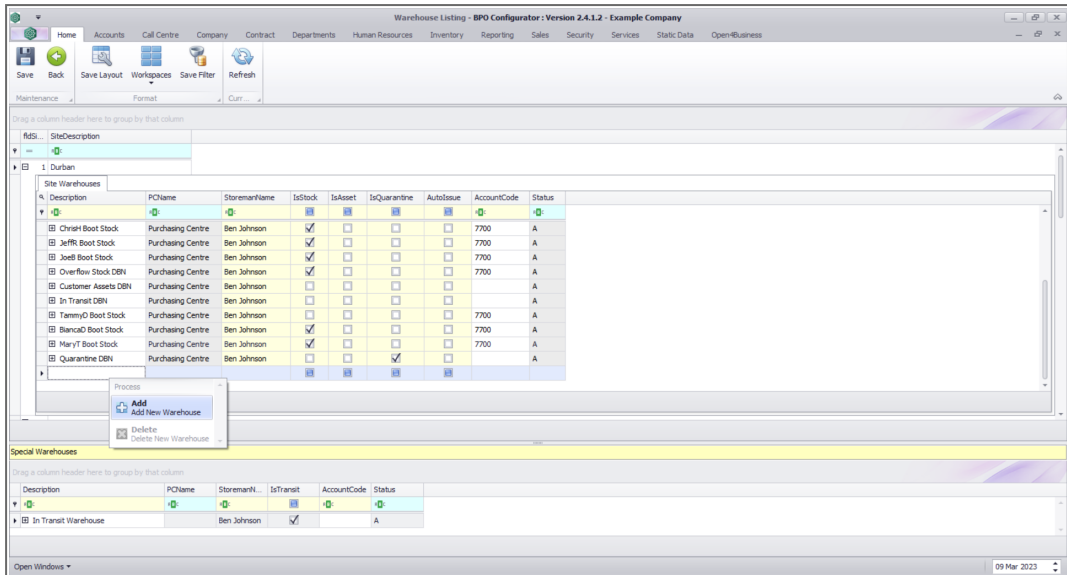 Warehouse Listing - BPO Configurator : Version 2.4.1.2 - Example Company
Home Accounts Call Centre Company Contract Departments Human Resources Inventory Reporting Sales Security Services Static Data Open4Business
Save Back Save Layout Workspaces Save Filter Refresh
Maintenance Format Curr...
Drag a column header here to group by that column
fldSi... SiteDescription
1 Durban
Site Warehouses
Description PCName StoremanName IsStock IsAsset IsQuarantine AutoIssue AccountCode Status
ChrisH Boot Stock Purchasing Centre Ben Johnson 7700 A
JeffR Boot Stock Purchasing Centre Ben Johnson 7700 A
JoeB Boot Stock Purchasing Centre Ben Johnson 7700 A
Overflow Stock DBN Purchasing Centre Ben Johnson 7700 A
Customer Assets DBN Purchasing Centre Ben Johnson A
In Transit DBN Purchasing Centre Ben Johnson A
TammyD Boot Stock Purchasing Centre Ben Johnson 7700 A
BiancaD Boot Stock Purchasing Centre Ben Johnson 7700 A
MaryT Boot Stock Purchasing Centre Ben Johnson 7700 A
Quarantine DBN Purchasing Centre Ben Johnson A
Process
Add
Add New Warehouse
Delete
Delete New Warehouse
Special Warehouses
Drag a column header here to group by that column
Description PCName StoremanN... IsTransit AccountCode Status
In Transit Warehouse Ben Johnson A
Open Windows 09 Mar 2023